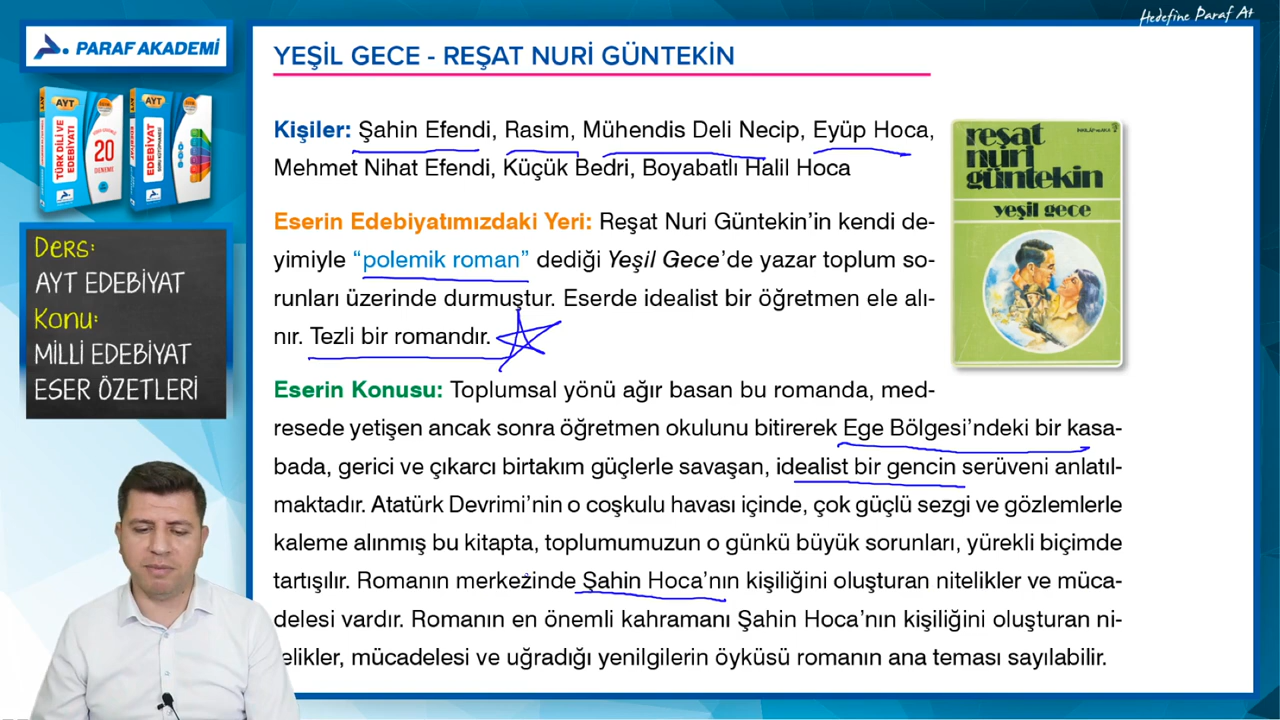 Hedefine Paraf At
PARAF AKADEMİ
AYT
TÜRK DİLİ VE
EDEBİYATI
20
DENEME
AYT
EDEBİYAT
Ders:
AYT EDEBİYAT
Konu:
MİLLİ EDEBİYAT
ESER ÖZETLERİ
YEŞİL GECE - REŞAT NURİ GÜNTEKİN
Kişiler: Şahin Efendi, Rasim, Mühendis Deli Necip, Eyüp Hoca,
Mehmet Nihat Efendi, Küçük Bedri, Boyabatlı Halil Hoca
Eserin Edebiyatımızdaki Yeri: Reşat Nuri Güntekin'in kendi de-
yimiyle “polemik roman” dediği Yeşil Gece'de yazar toplum so-
runları üzerinde durmuştur. Eserde idealist bir öğretmen ele alı-
nır. Tezli bir romandır.
reşat
nuri
güntekin
yeşil gece
Eserin Konusu: Toplumsal yönü ağır basan bu romanda, med-
resede yetişen ancak sonra öğretmen okulunu bitirerek Ege Bölgesi'ndeki bir kasa-
bada, gerici ve çıkarcı birtakım güçlerle savaşan, idealist bir gencin serüveni anlatıl-
maktadır. Atatürk Devrimi'nin o coşkulu havası içinde, çok güçlü sezgi ve gözlemlerle
kaleme alınmış bu kitapta, toplumumuzun o günkü büyük sorunları, yürekli biçimde
tartışılır. Romanın merkezinde Şahin Hoca'nın kişiliğini oluşturan nitelikler ve müca-
delesi vardır. Romanın en önemli kahramanı Şahin Hoca'nın kişiliğini oluşturan ni-
elikler, mücadelesi ve uğradığı yenilgilerin öyküsü romanın ana teması sayılabilir.